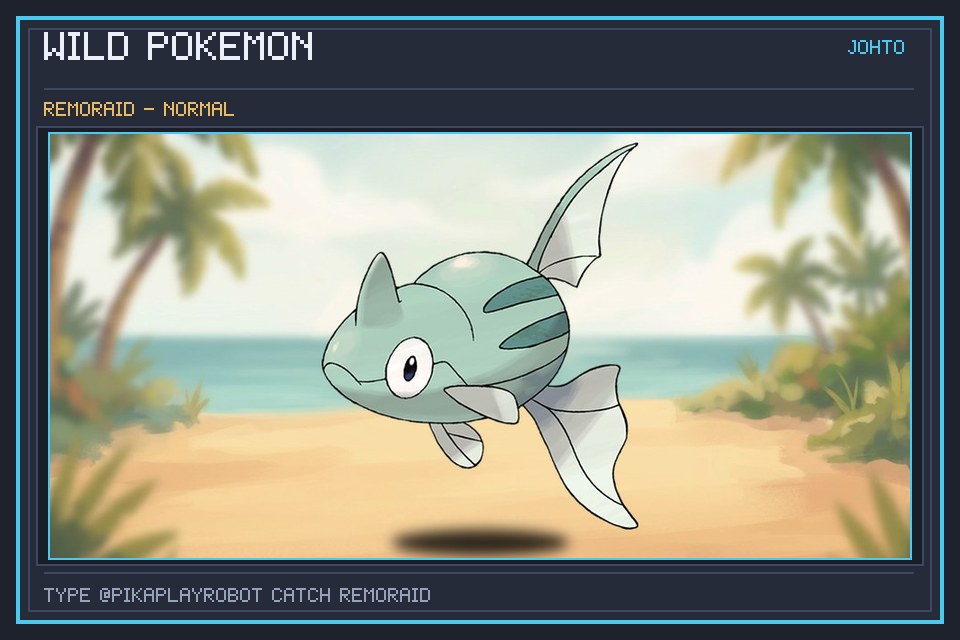 WILD POKEMON
JOHTO
REMORAID - NORMAL
TYPE @PIKAPLAYROBOT CATCH REMORAID